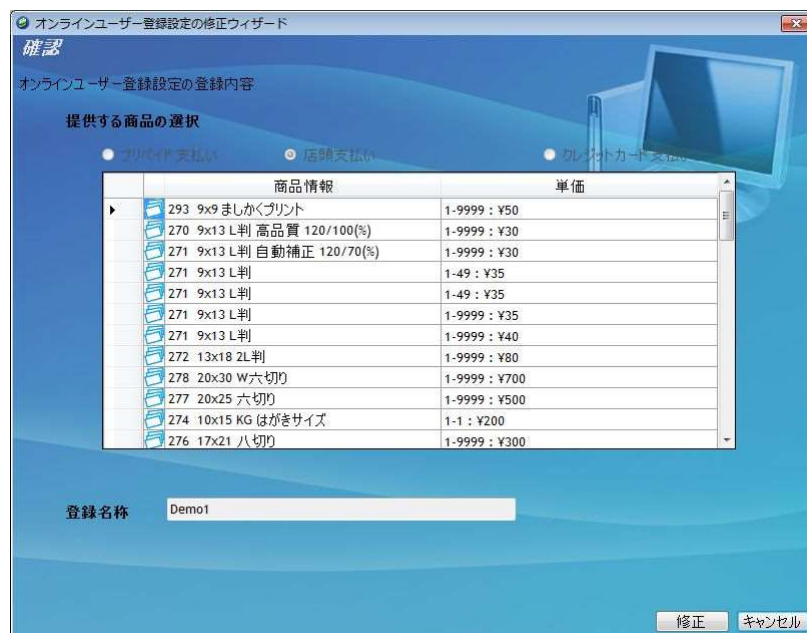 オンラインユーザー登録設定の修正ウィザード
確認
オンラインユーザー登録設定の登録内容
提供する商品の選択
プリペイド支払い 店頭支払い クレジットカード支払い
商品情報 単価
293 9x9 ましかくプリント 1-9999 : ¥50
270 9x13 L判 高品質 120/100(%) 1-9999 : ¥30
271 9x13 L判 自動補正 120/70(%) 1-9999 : ¥30
271 9x13 L判 1-49 : ¥35
271 9x13 L判 1-49 : ¥35
271 9x13 L判 1-9999 : ¥35
271 9x13 L判 1-9999 : ¥40
272 13x18 2L判 1-9999 : ¥80
278 20x30 W六切り 1-9999 : ¥700
277 20x25 六切り 1-9999 : ¥500
274 10x15 KG はがきサイズ 1-1 : ¥200
276 17x21 八切り 1-9999 : ¥300
登録名称 Demo1
修正 キャンセル